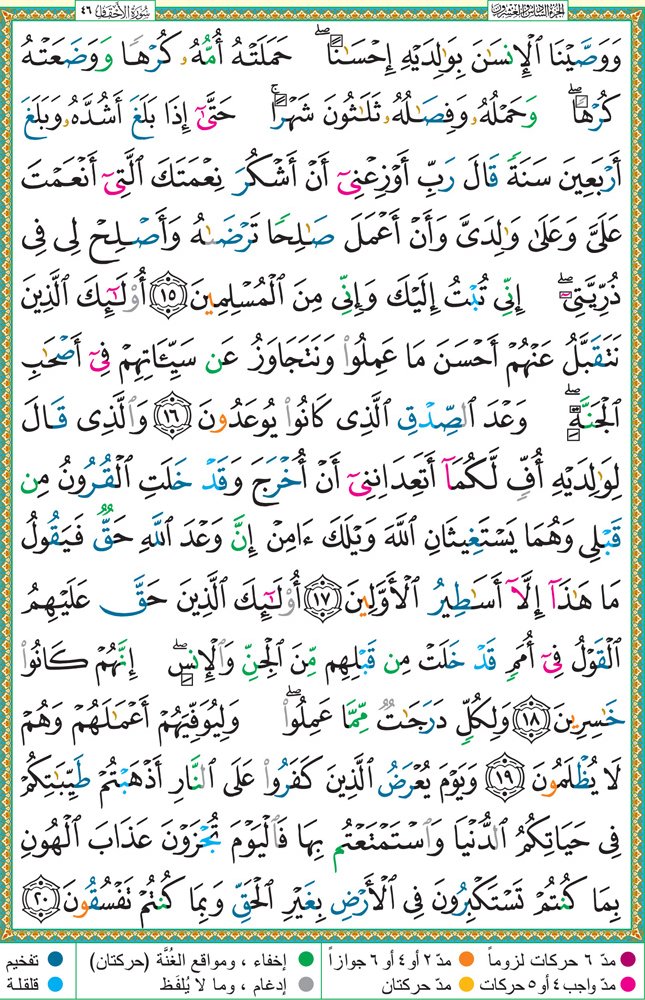 الجزء السادس والعشرون
سورة الأحقاف ٤٦
وَوَصَّيْنَا ٱلْإِنسَـٰنَ بِوَٰلِدَيْهِ إِحْسَـٰنًا ۖ حَمَلَتْهُ أُمُّهُۥ كُرْهًا وَوَضَعَتْهُ
كُرْهًا ۖ وَحَمْلُهُۥ وَفِصَـٰلُهُۥ ثَلَـٰثُونَ شَهْرًا ۚ حَتَّىٰٓ إِذَا بَلَغَ أَشُدَّهُۥ وَبَلَغَ
أَرْبَعِينَ سَنَةً قَالَ رَبِّ أَوْزِعْنِىٓ أَنْ أَشْكُرَ نِعْمَتَكَ ٱلَّتِىٓ أَنْعَمْتَ
عَلَىَّ وَعَلَىٰ وَٰلِدَىَّ وَأَنْ أَعْمَلَ صَـٰلِحًا تَرْضَىٰهُ وَأَصْلِحْ لِى فِى
ذُرِّيَّتِىٓ ۖ إِنِّى تُبْتُ إِلَيْكَ وَإِنِّى مِنَ ٱلْمُسْلِمِينَ ١٥ أُو۟لَـٰٓئِكَ ٱلَّذِينَ
نَتَقَبَّلُ عَنْهُمْ أَحْسَنَ مَا عَمِلُوا۟ وَنَتَجَاوَزُ عَن سَيِّـَٔاتِهِمْ فِىٓ أَصْحَـٰبِ
ٱلْجَنَّةِ ۖ وَعْدَ ٱلصِّدْقِ ٱلَّذِى كَانُوا۟ يُوعَدُونَ ١٦ وَٱلَّذِى قَالَ
لِوَٰلِدَيْهِ أُفٍّ لَّكُمَآ أَتَعِدَانِنِىٓ أَنْ أُخْرَجَ وَقَدْ خَلَتِ ٱلْقُرُونُ مِن
قَبْلِى وَهُمَا يَسْتَغِيثَانِ ٱللَّهَ وَيْلَكَ ءَامِنْ إِنَّ وَعْدَ ٱللَّهِ حَقٌّ فَيَقُولُ
مَا هَـٰذَآ إِلَّآ أَسَـٰطِيرُ ٱلْأَوَّلِينَ ١٧ أُو۟لَـٰٓئِكَ ٱلَّذِينَ حَقَّ عَلَيْهِمُ
ٱلْقَوْلُ فِىٓ أُمَمٍ قَدْ خَلَتْ مِن قَبْلِهِم مِّنَ ٱلْجِنِّ وَٱلْإِنسِ ۖ إِنَّهُمْ كَانُوا۟
خَـٰسِرِينَ ١٨ وَلِكُلٍّ دَرَجَـٰتٌ مِّمَّا عَمِلُوا۟ ۖ وَلِيُوَفِّيَهُمْ أَعْمَـٰلَهُمْ وَهُمْ
لَا يُظْلَمُونَ ١٩ وَيَوْمَ يُعْرَضُ ٱلَّذِينَ كَفَرُوا۟ عَلَى ٱلنَّارِ أَذْهَبْتُمْ طَيِّبَـٰتِكُمْ
فِى حَيَاتِكُمُ ٱلدُّنْيَا وَٱسْتَمْتَعْتُم بِهَا فَٱلْيَوْمَ تُجْزَوْنَ عَذَابَ ٱلْهُونِ
بِمَا كُنتُمْ تَسْتَكْبِرُونَ فِى ٱلْأَرْضِ بِغَيْرِ ٱلْحَقِّ وَبِمَا كُنتُمْ تَفْسُقُونَ ٢٠
مدّ ٦ حركات لزوماً مدّ ٢ أو ٤ أو ٦ جوازاً إخفاء ، ومواقع الغُنَّة (حركتان) تفخيم
مدّ واجب ٤ أو ٥ حركات مدّ حركتان إدغام ، وما لا يُلفَظ قلقلة